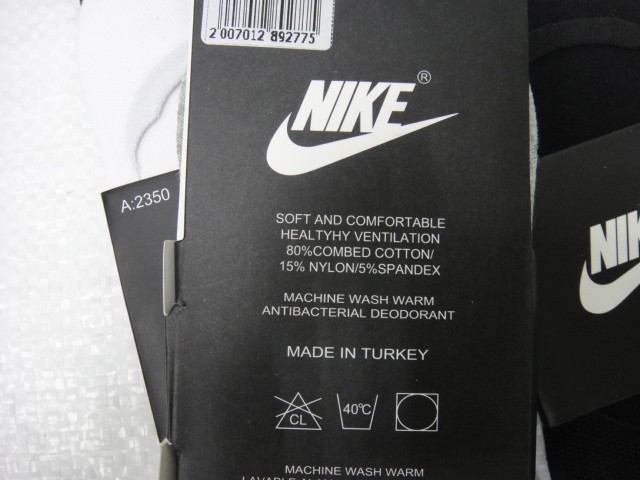 2 007012 892775
NIKE
®
A:2350
SOFT AND COMFORTABLE
HEALTYHY VENTILATION
80%COMBED COTTON/
15% NYLON/5%SPANDEX
MACHINE WASH WARM
ANTIBACTERIAL DEODORANT
MADE IN TURKEY
CL
40°C
MACHINE WASH WARM
NIK